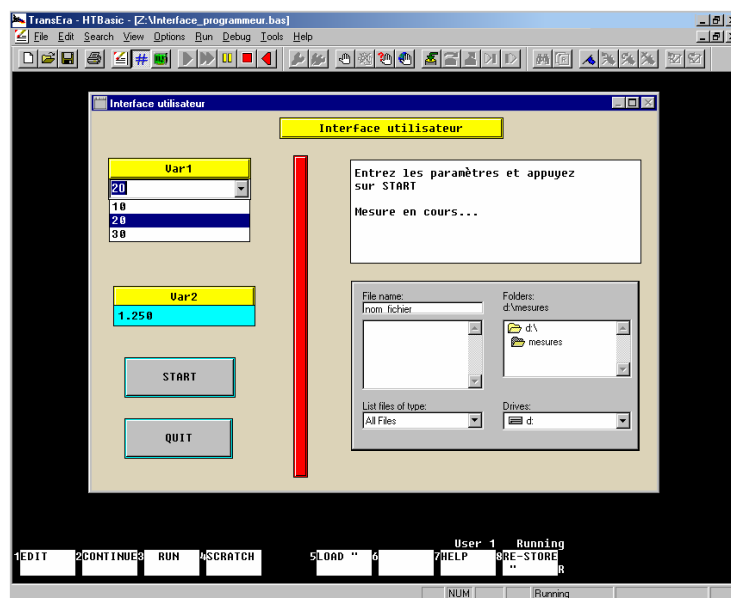 TransEra - HTBasic - [Z:\Interface_programmeur.bas]
File Edit Search View Options Run Debug Tools Help
Interface utilisateur
Interface utilisateur
Var1
20
10
20
30
Entrez les paramètres et appuyez
sur START
Mesure en cours...
Var2
1.250
START
QUIT
File name:
nom_fichier
Folders:
d:\mesures
d:\
mesures
List files of type:
All Files
Drives:
d:
User 1 Running
1EDIT 2CONTINUE3 RUN 4SCRATCH 5LOAD " 6 7HELP 8RE-STORE
" R
NUM Running